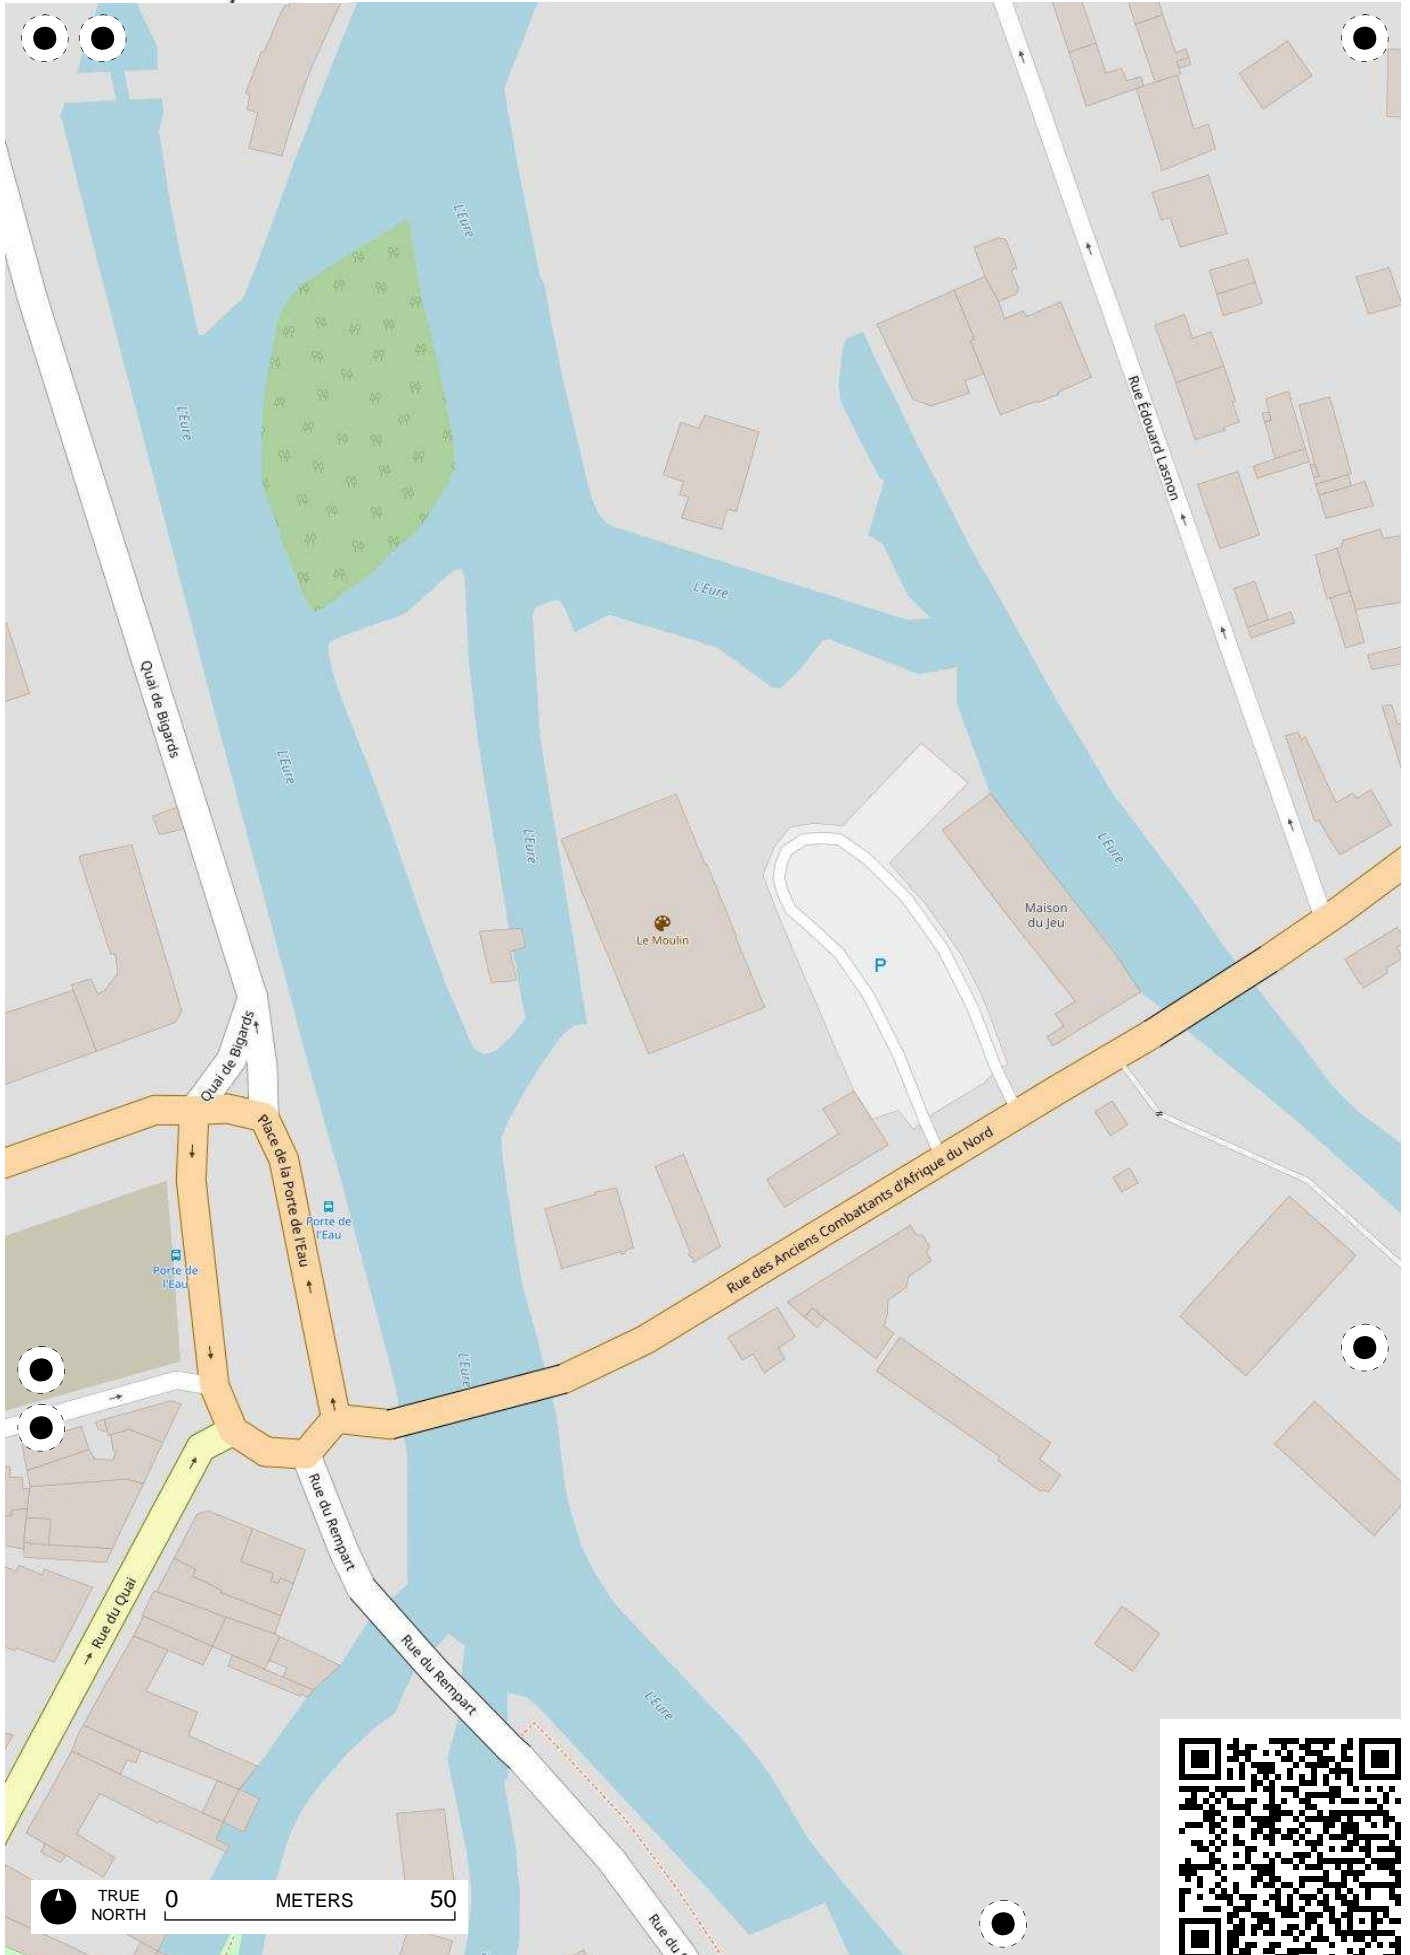 L'Eure
Rue Édouard Lasnon
L'Eure
L'Eure
Quai de Bigards
L'Eure
L'Eure
L'Eure
Le Moulin
Maison
du Jeu
P
Quai de Bigards
Place de la Porte de l'Eau
Porte de
l'Eau
Porte de
l'Eau
Rue des Anciens Combattants d'Afrique du Nord
L'Eure
Rue du Rempart
Rue du Quai
Rue du Rempart
L'Eure
TRUE
NORTH
0 METERS 50
Rue du